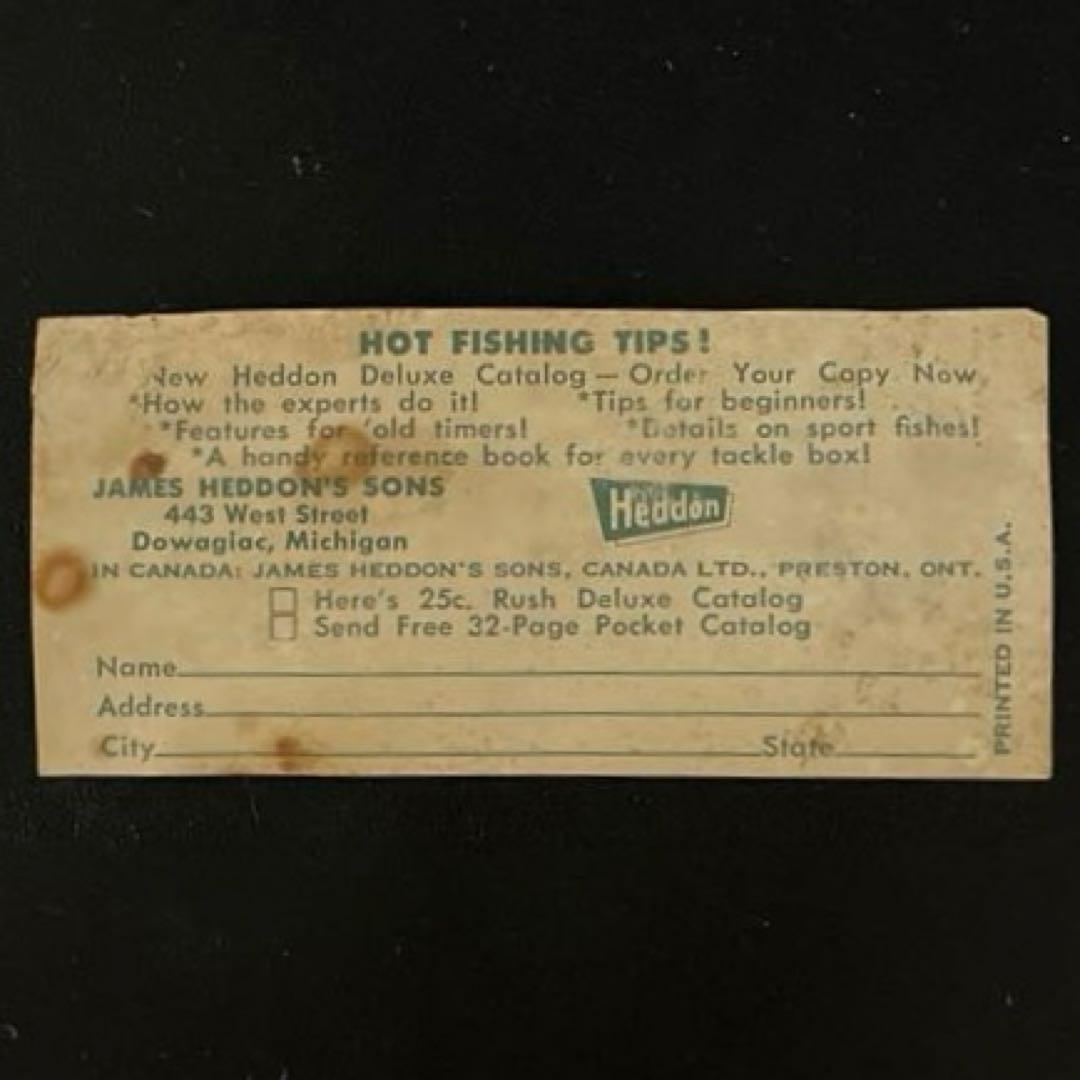 HOT FISHING TIPS!
New Heddon Deluxe Catalog — Order Your Copy Now
*How the experts do it! *Tips for beginners!
*Features for 'old timers! *Details on sport fishes!
*A handy reference book for every tackle box!
JAMES HEDDON'S SONS
443 West Street
Dowagiac, Michigan
Heddon
IN CANADA: JAMES HEDDON'S SONS, CANADA LTD., PRESTON, ONT.
Here's 25c. Rush Deluxe Catalog
Send Free 32-Page Pocket Catalog
Name
Address
City State
PRINTED IN U.S.A.